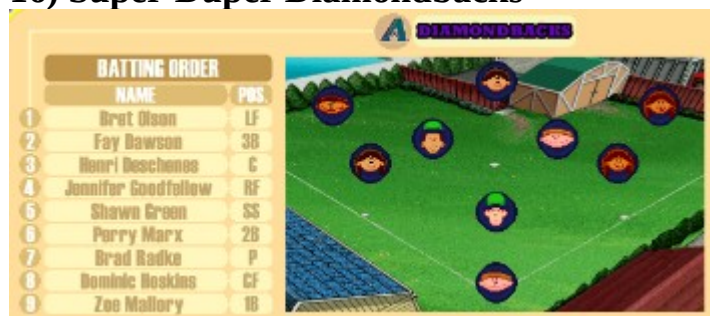 10) Super Duper Diamondbacks
DIAMONDBACKS
BATTING ORDER
NAME POS.
1 Bret Olson LF
2 Fay Dawson 3B
3 Henri Deschenes C
4 Jennifer Goodfellow RF
5 Shawn Green SS
6 Perry Marx 2B
7 Brad Radke P
8 Dominic Hoskins CF
9 Zoe Mallory 1B